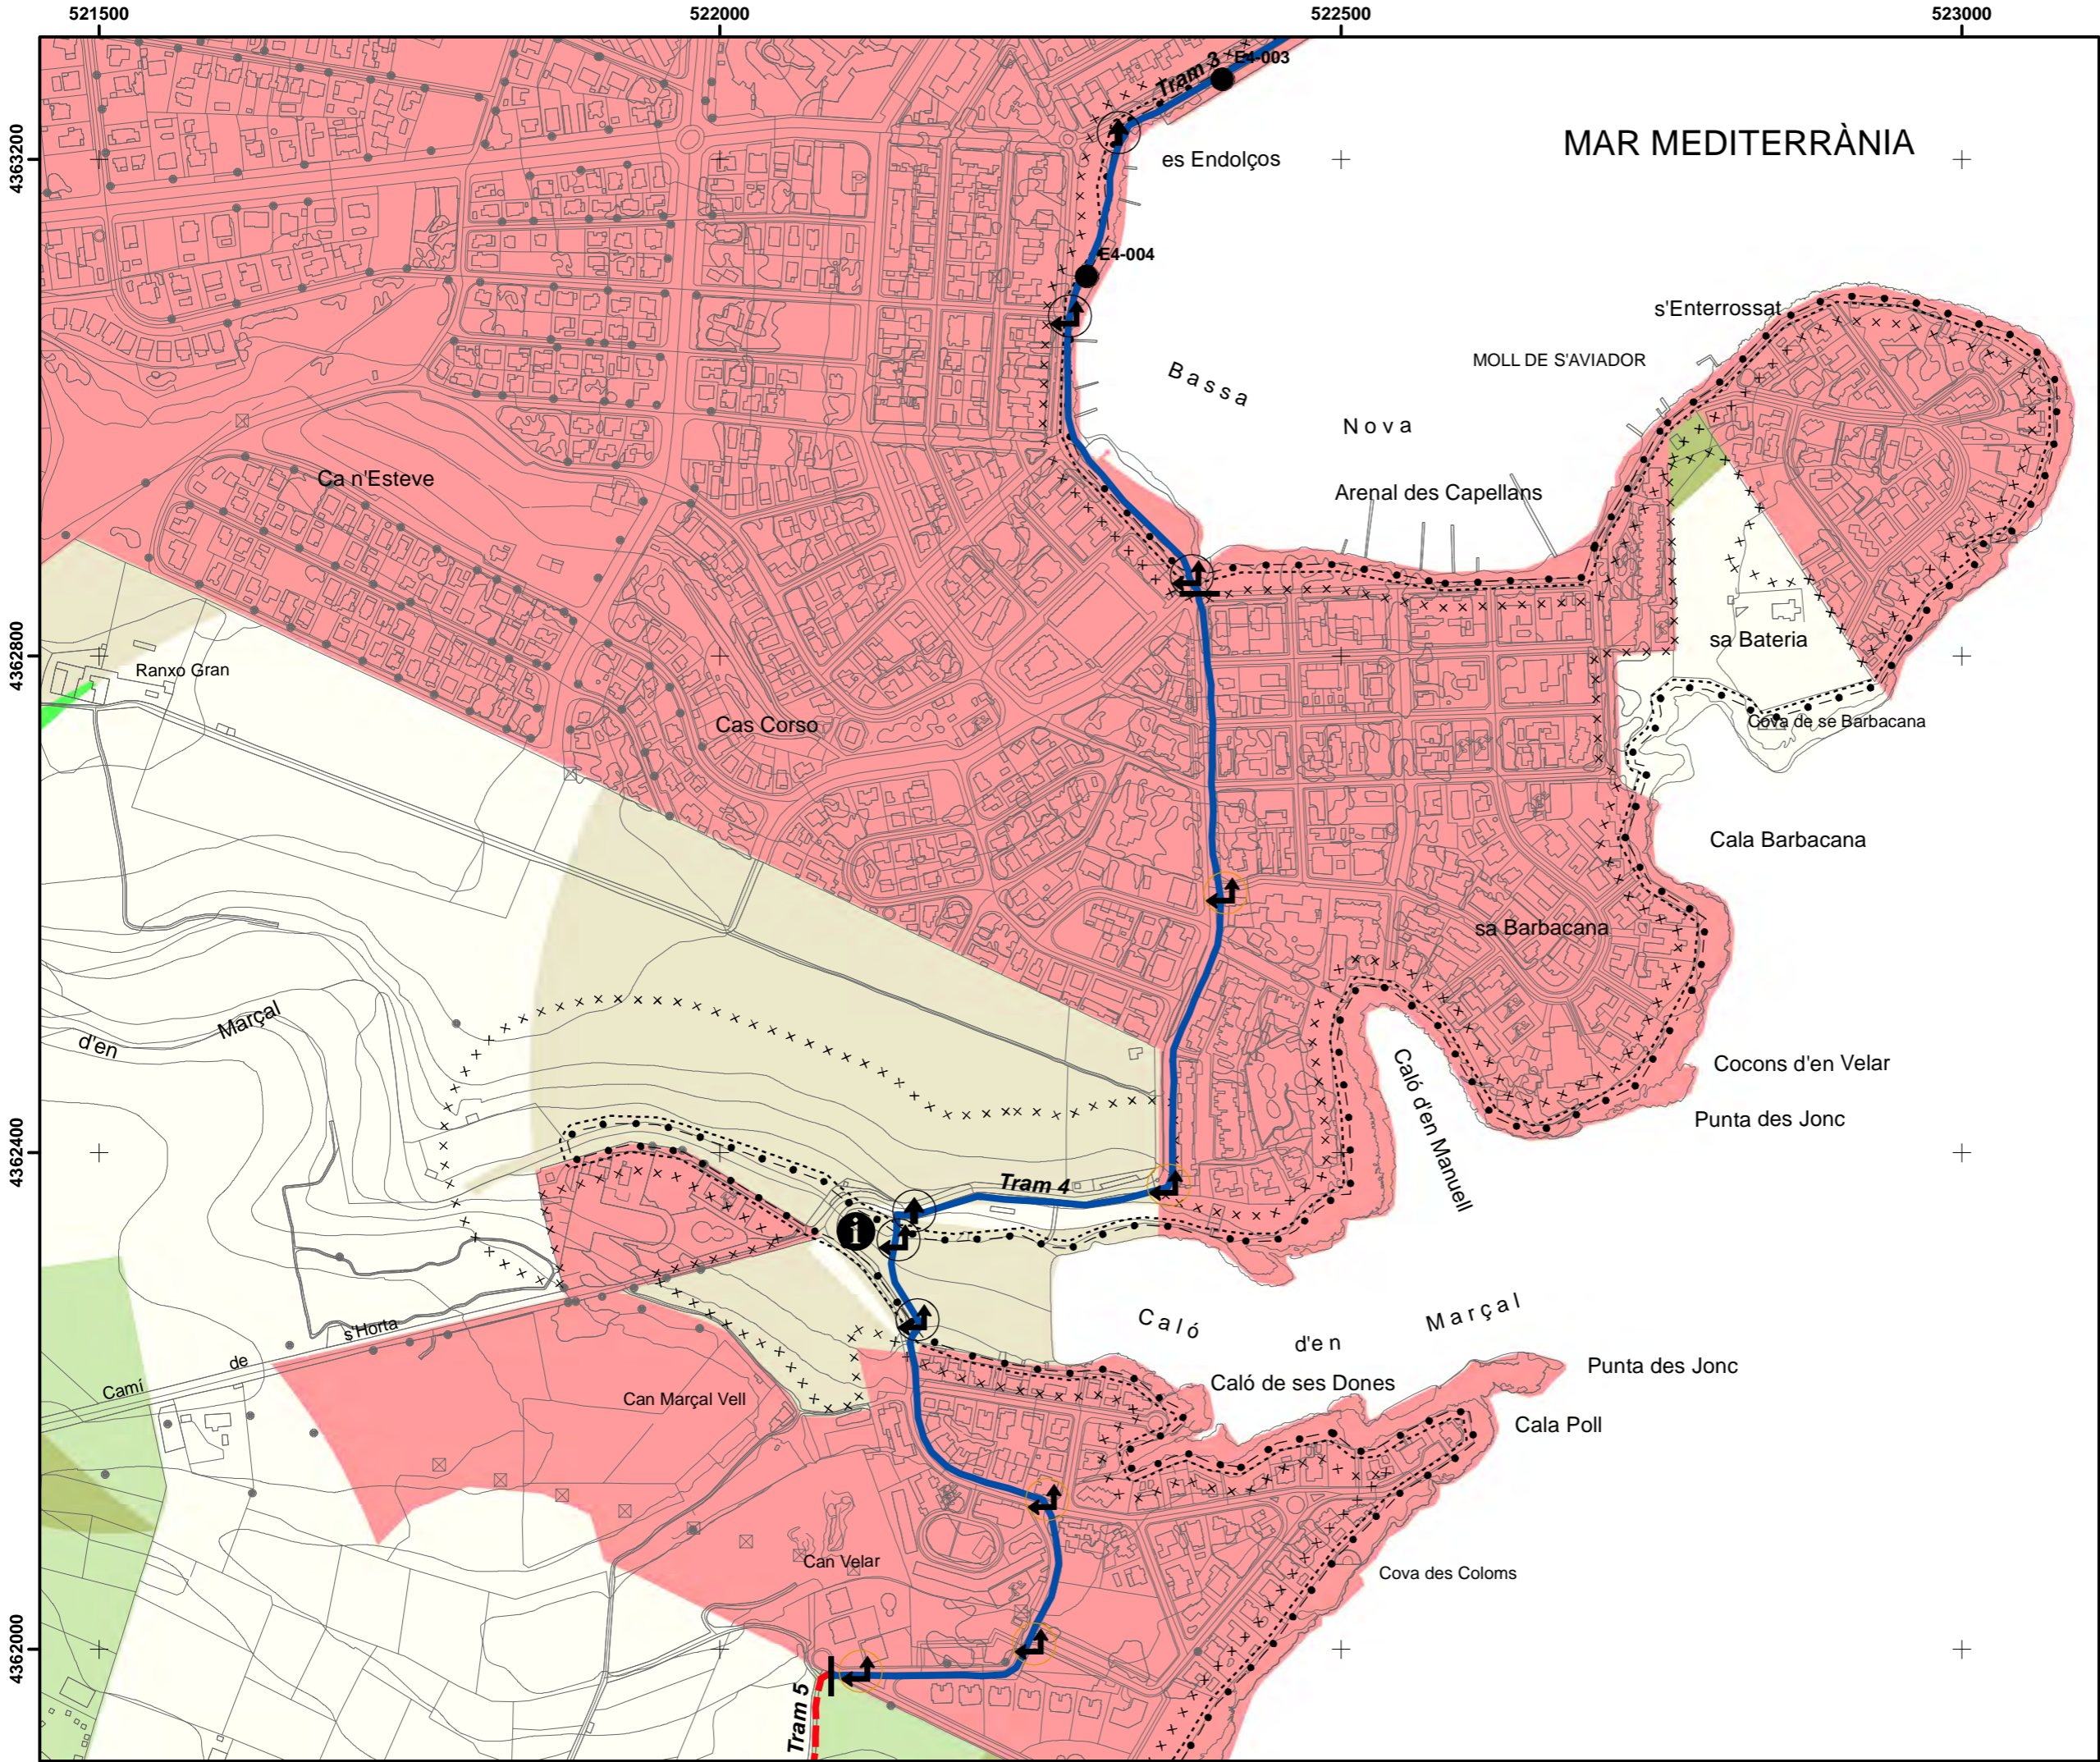 521500
522000
522500
523000
4363200
4362800
4362400
4362000
Tram 3
E4-003
MAR MEDITERRÀNIA
es Endolços
E4-004
s'Enterrossat
MOLL DE S'AVIADOR
Bassa
Nova
Ca n'Esteve
Arenal des Capellans
sa Bateria
Ranxo Gran
Cas Corso
Cova de se Barbacana
Cala Barbacana
sa Barbacana
Marçal
d'en
Cocons d'en Velar
Caló d'en Manuell
Punta des Jonc
Tram 4
i
Caló
d'en
Marçal
s'Horta
de
Camí
Punta des Jonc
Can Marçal Vell
Caló de ses Dones
Cala Poll
Can Velar
Cova des Coloms
Tram 5